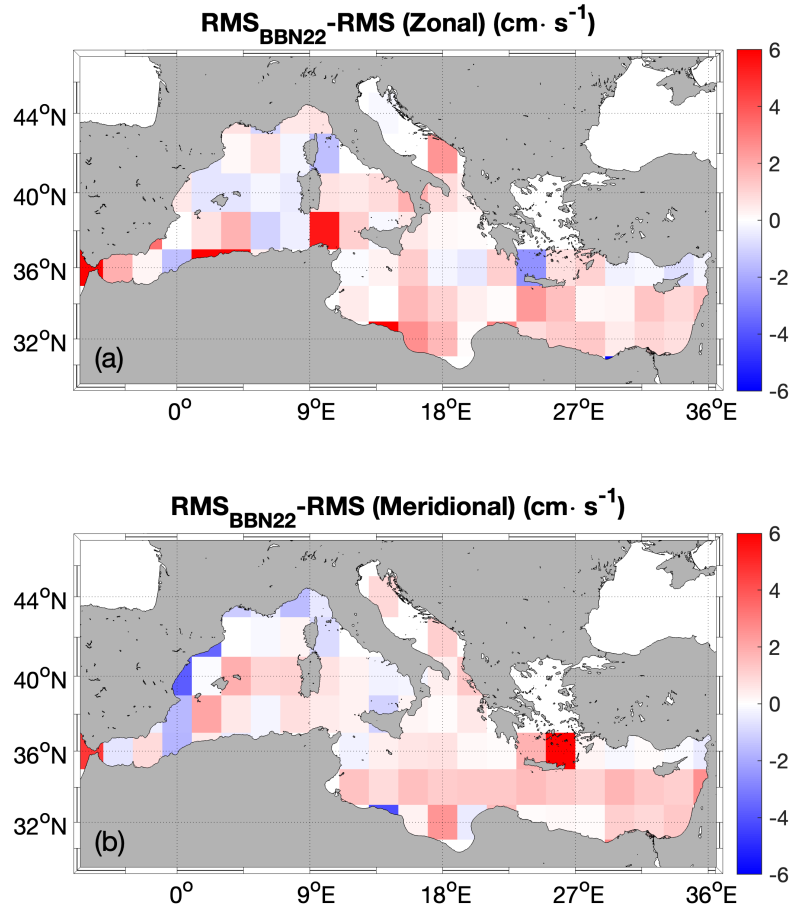 RMS_BBN22-RMS (Zonal) (cm· s⁻¹)
44°N
40°N
36°N
32°N
(a)
0° 9°E 18°E 27°E 36°E
6
4
2
0
-2
-4
-6
RMS_BBN22-RMS (Meridional) (cm· s⁻¹)
44°N
40°N
36°N
32°N
(b)
0° 9°E 18°E 27°E 36°E
6
4
2
0
-2
-4
-6